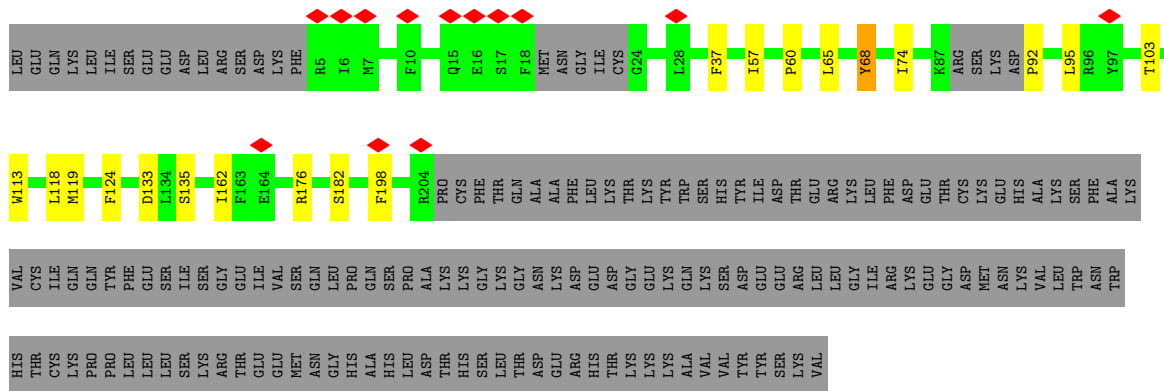 LEU GLU GLN LYS LEU ILE SER GLU GLU ASP LEU ARG SER ASP LYS PHE R5 I6 M7 F10 Q15 E16 S17 F18 MET ASN GLY ILE CYS G24 L28 F37 I57 P60 L65 Y68 I74 K87 ARG SER LYS ASP P92 L95 R96 Y97 T103
W113 L118 M119 F124 D133 L134 S135 I162 F163 E164 R176 S182 F198 R204 PRO CYS PHE THR GLN ALA ALA PHE LEU LYS THR LYS TYR TRP SER HIS TYR ILE ASP THR GLU ARG LYS LEU PHE ASP GLU THR CYS LYS GLU HIS ALA LYS SER PHE ALA LYS
VAL CYS ILE GLN GLN TYR PHE GLU SER ILE SER GLY GLU ILE VAL SER GLN LEU PRO GLN SER PRO ALA LYS LYS GLY LYS GLY ASN LYS ASP GLU ASP GLY GLU LYS GLN LYS SER ASP GLU GLU ARG LEU LEU GLY ILE ARG LYS GLU GLY ASP MET ASN LYS VAL LEU TRP ASN TRP
HIS THR CYS LYS PRO PRO LEU LEU LEU SER LYS ARG THR GLU GLU MET ASN GLY HIS ALA HIS LEU ASP THR HIS SER LEU THR ASP GLU ARG HIS THR LYS LYS LYS ALA VAL VAL TYR TYR SER LYS VAL